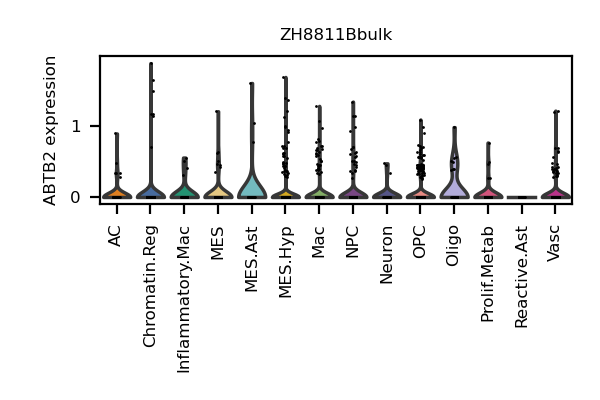 ZH8811Bbulk
ABTB2 expression
1
0
AC
Chromatin.Reg
Inflammatory.Mac
MES
MES.Ast
MES.Hyp
Mac
NPC
Neuron
OPC
Oligo
Prolif.Metab
Reactive.Ast
Vasc